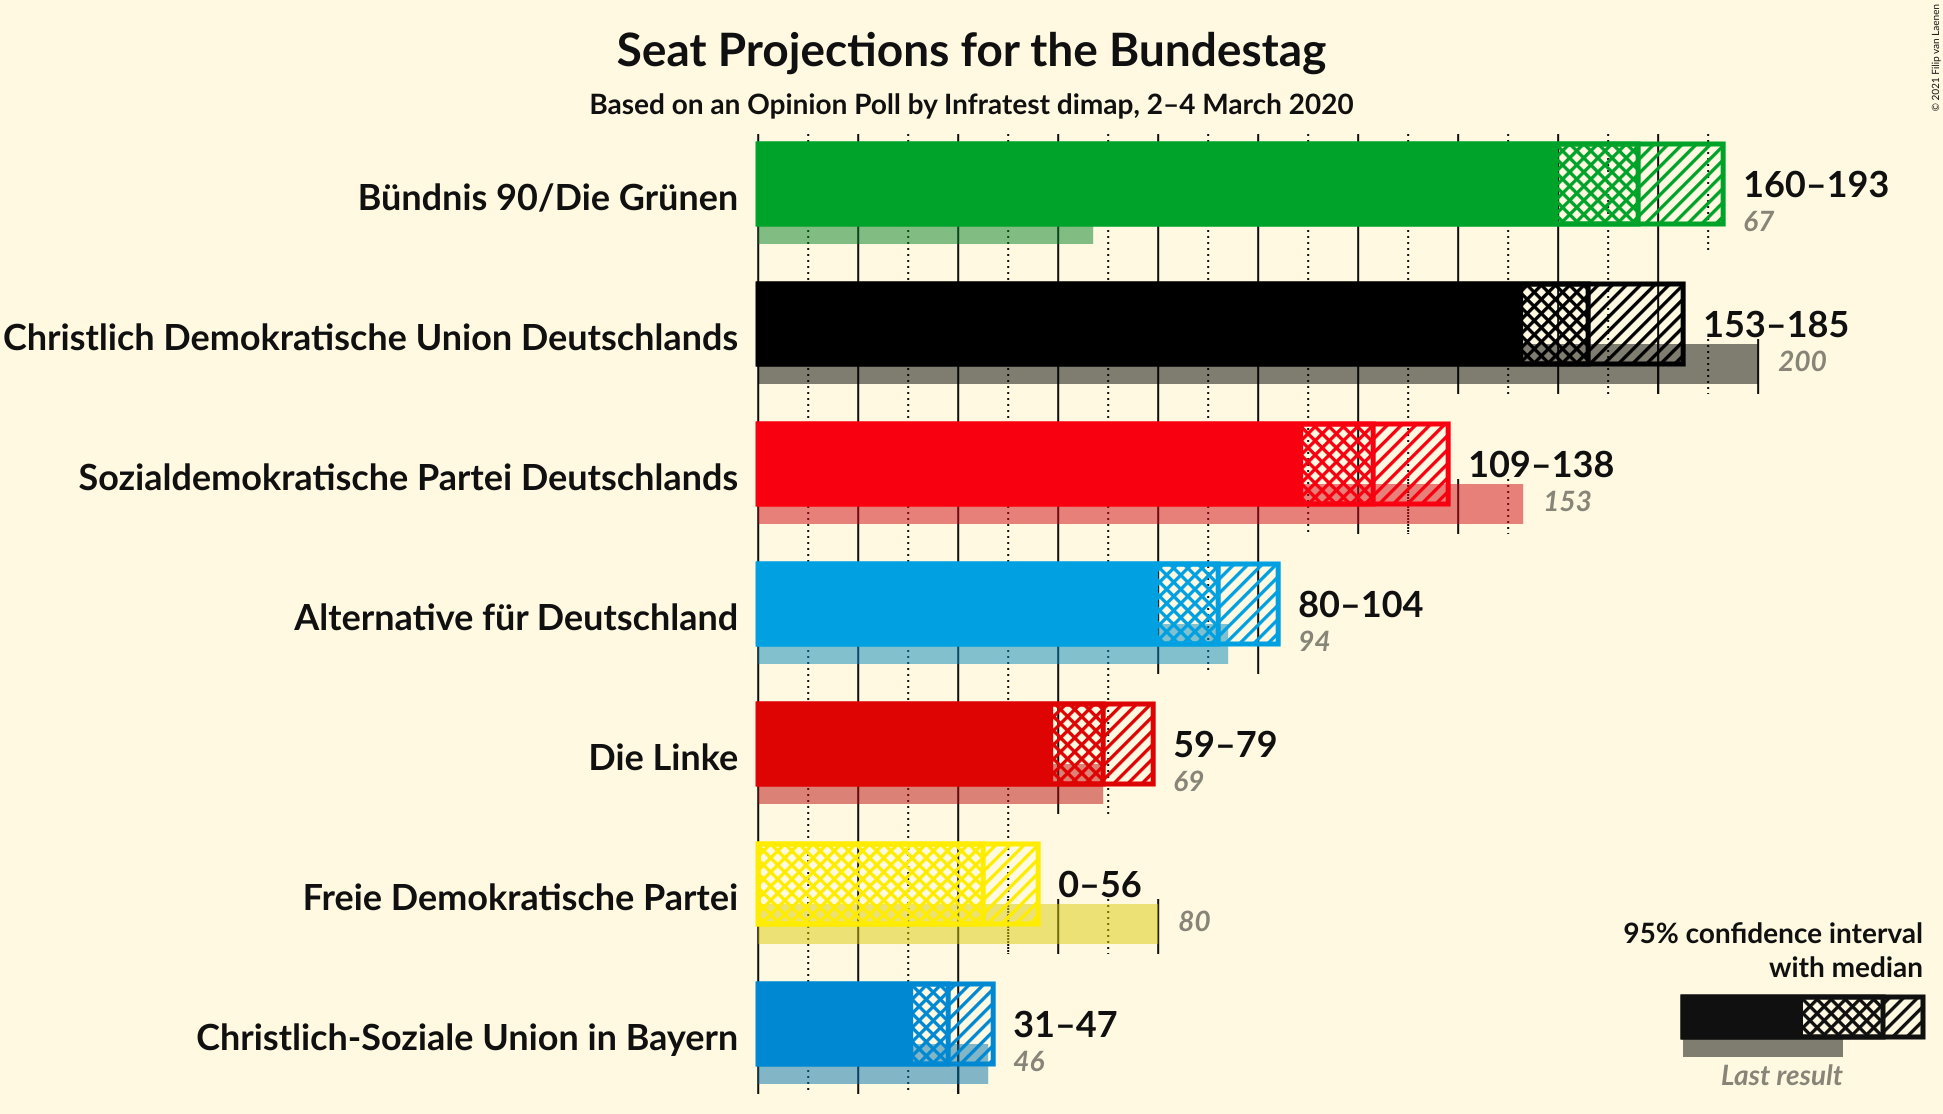 Seat Projections for the Bundestag
Based on an Opinion Poll by Infratest dimap, 2–4 March 2020
© 2021 Filip van Laenen
Bündnis 90/Die Grünen
160–193
67
Christlich Demokratische Union Deutschlands
153–185
200
Sozialdemokratische Partei Deutschlands
109–138
153
Alternative für Deutschland
80–104
94
Die Linke
59–79
69
Freie Demokratische Partei
0–56
80
Christlich-Soziale Union in Bayern
31–47
46
95% confidence interval
with median
Last result